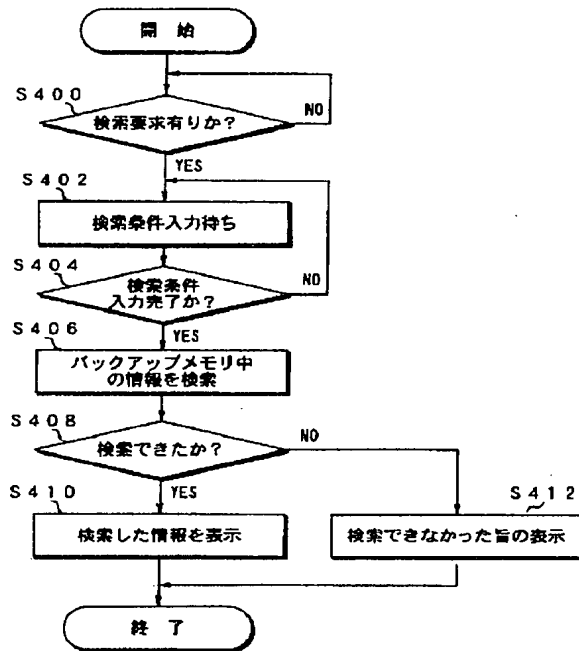 開始
S400
検索要求有りか？
NO
YES
S402
検索条件入力待ち
S404
検索条件
入力完了か？
NO
YES
S406
バックアップメモリ中
の情報を検索
S408
検索できたか？
NO
YES
S410
検索した情報を表示
S412
検索できなかった旨の表示
終了